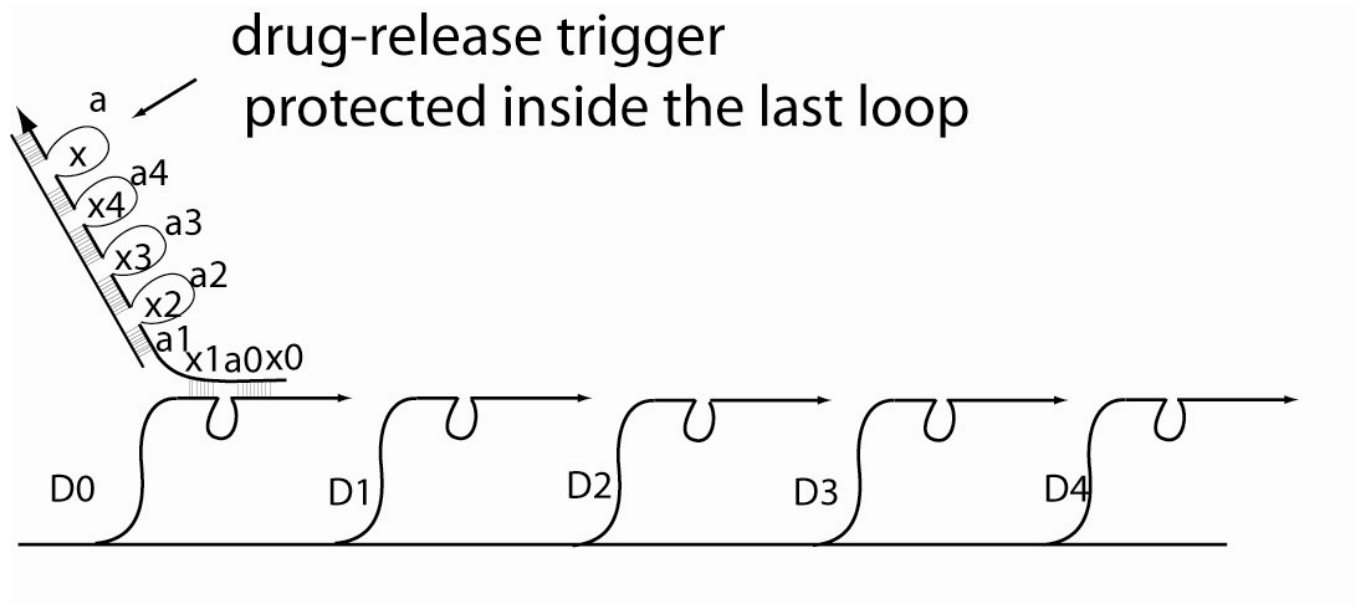 drug-release trigger
protected inside the last loop
a
x
a4
x4
a3
x3
a2
x2
a1
x1a0x0
D0
D1
D2
D3
D4